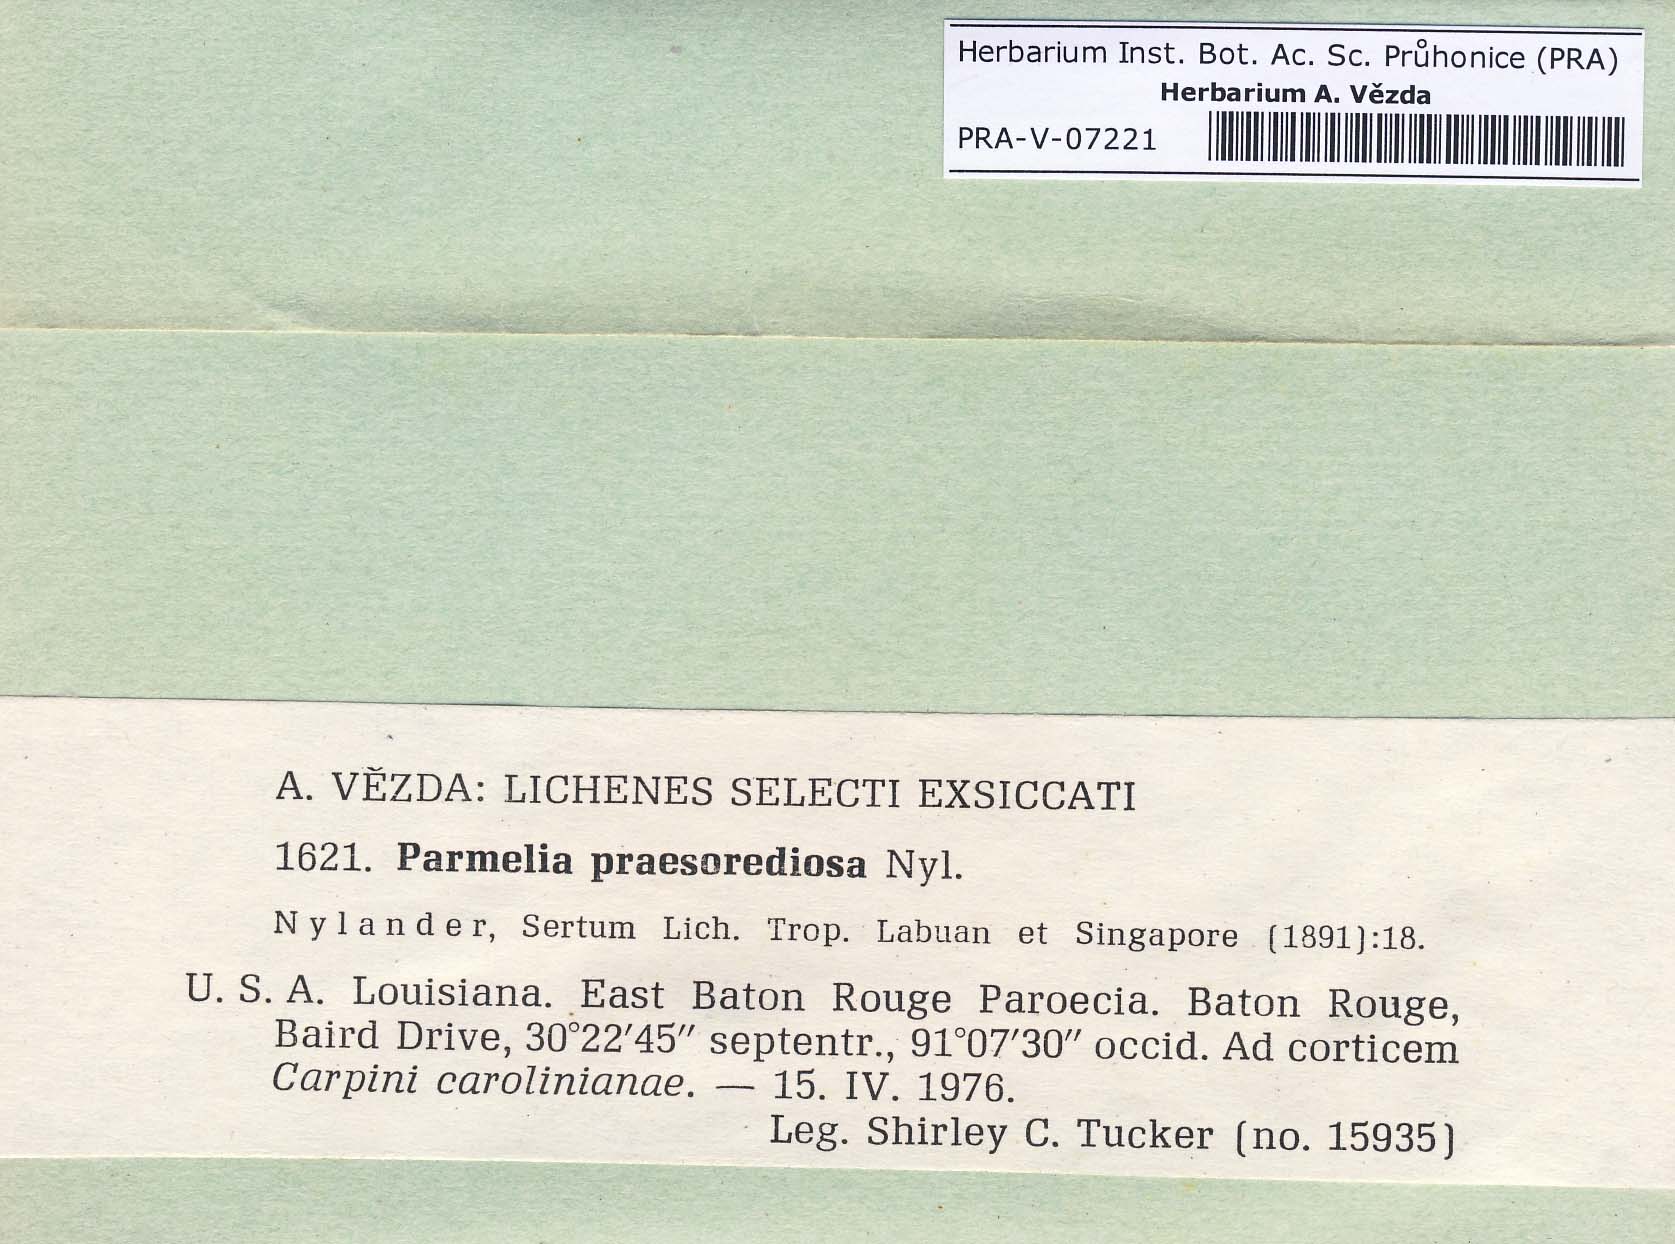 Herbarium Inst. Bot. Ac. Sc. Průhonice (PRA)
Herbarium A. Vězda
PRA-V-07221
A. VĚZDA: LICHENES SELECTI EXSICCATI
1621. Parmelia praesorediosa Nyl.
Nylander, Sertum Lich. Trop. Labuan et Singapore (1891):18.
U. S. A. Louisiana. East Baton Rouge Paroecia. Baton Rouge,
Baird Drive, 30°22′45″ septentr., 91°07′30″ occid. Ad corticem
Carpini carolinianae. — 15. IV. 1976.
Leg. Shirley C. Tucker (no. 15935)